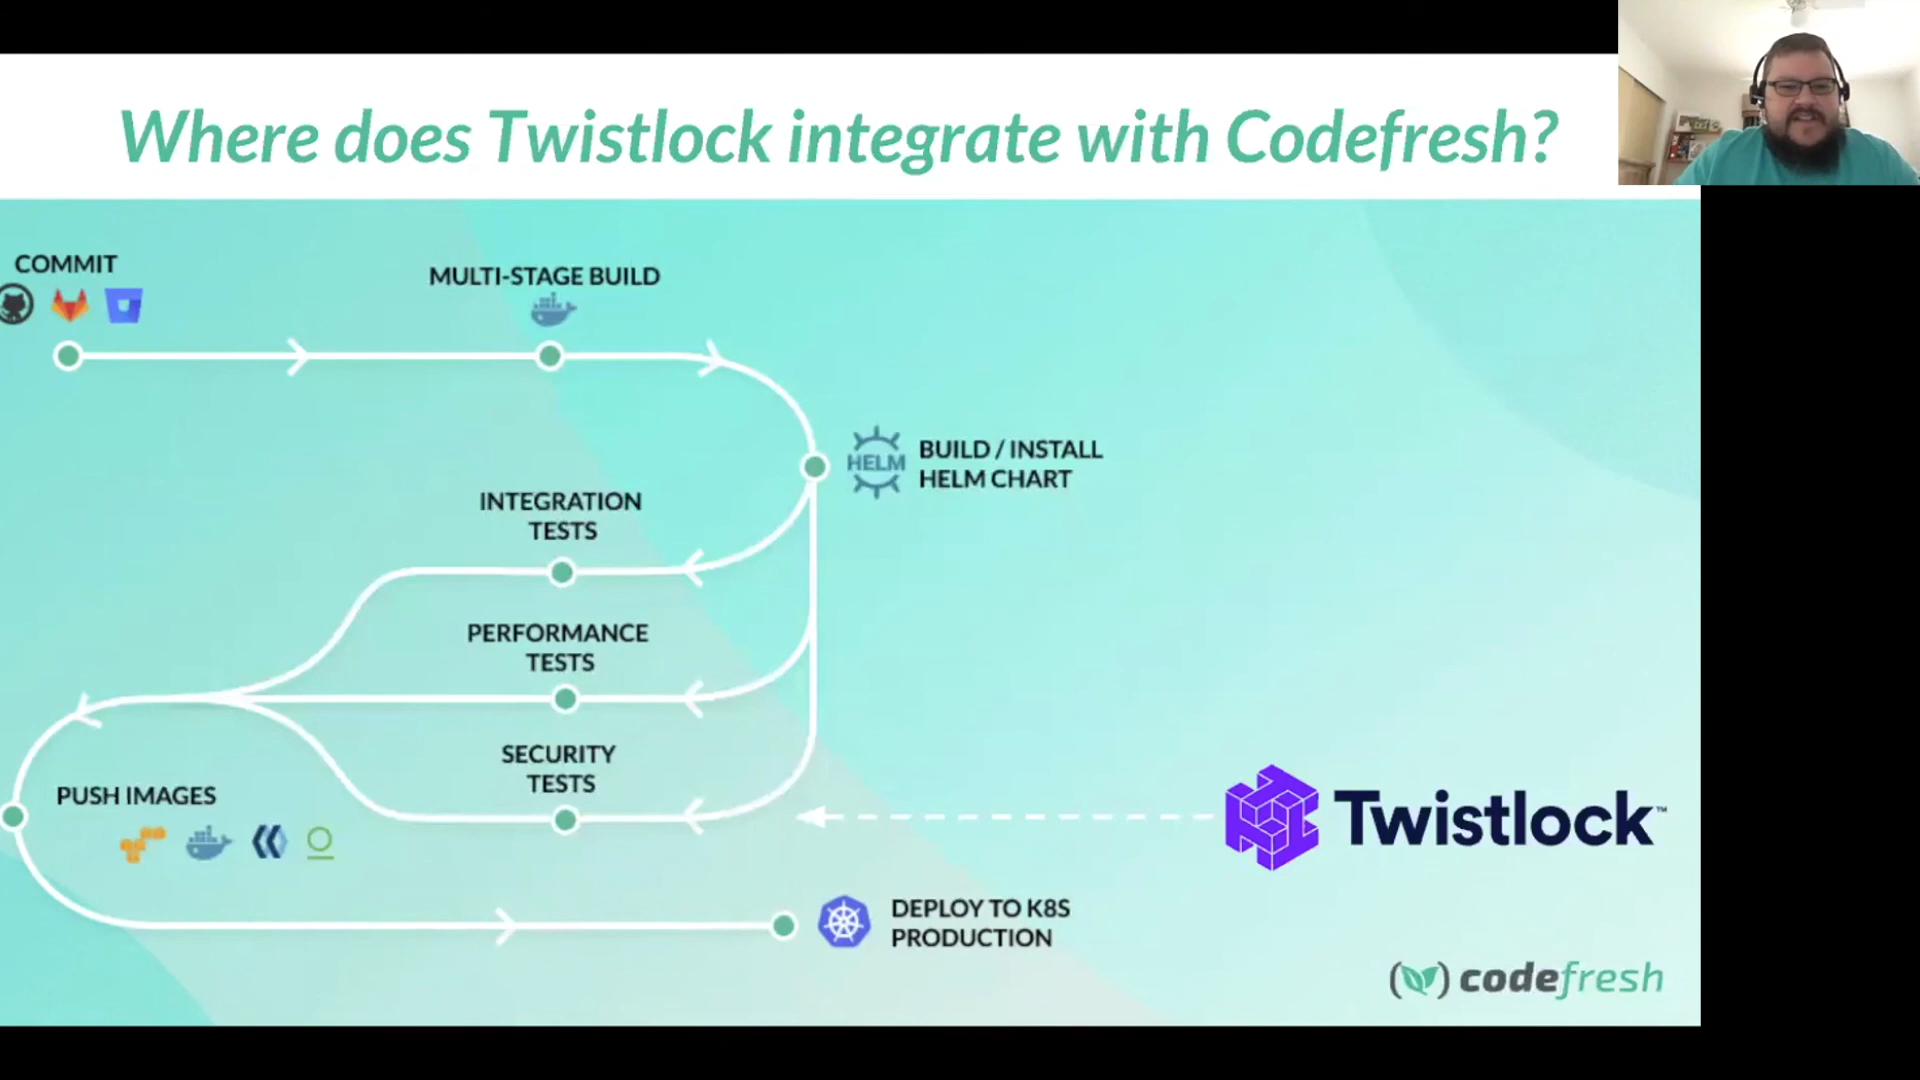 Where does Twistlock integrate with Codefresh?
COMMIT
MULTI-STAGE BUILD
HELM
BUILD / INSTALL
HELM CHART
INTEGRATION
TESTS
PERFORMANCE
TESTS
SECURITY
TESTS
PUSH IMAGES
Twistlock™
DEPLOY TO K8S
PRODUCTION
codefresh